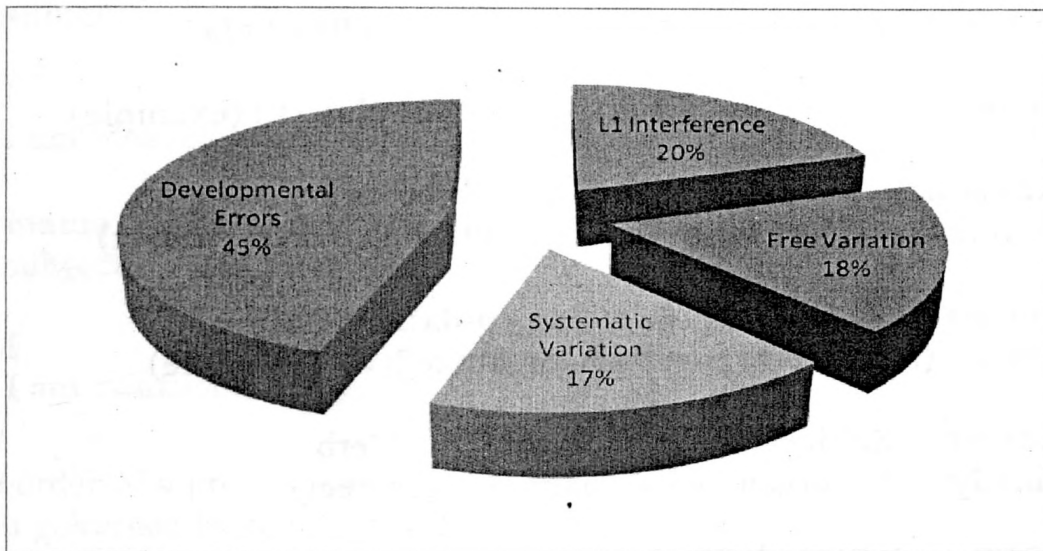 L1 Interference
20%
Developmental
Errors
45%
Free Variation
18%
Systematic
Variation
17%